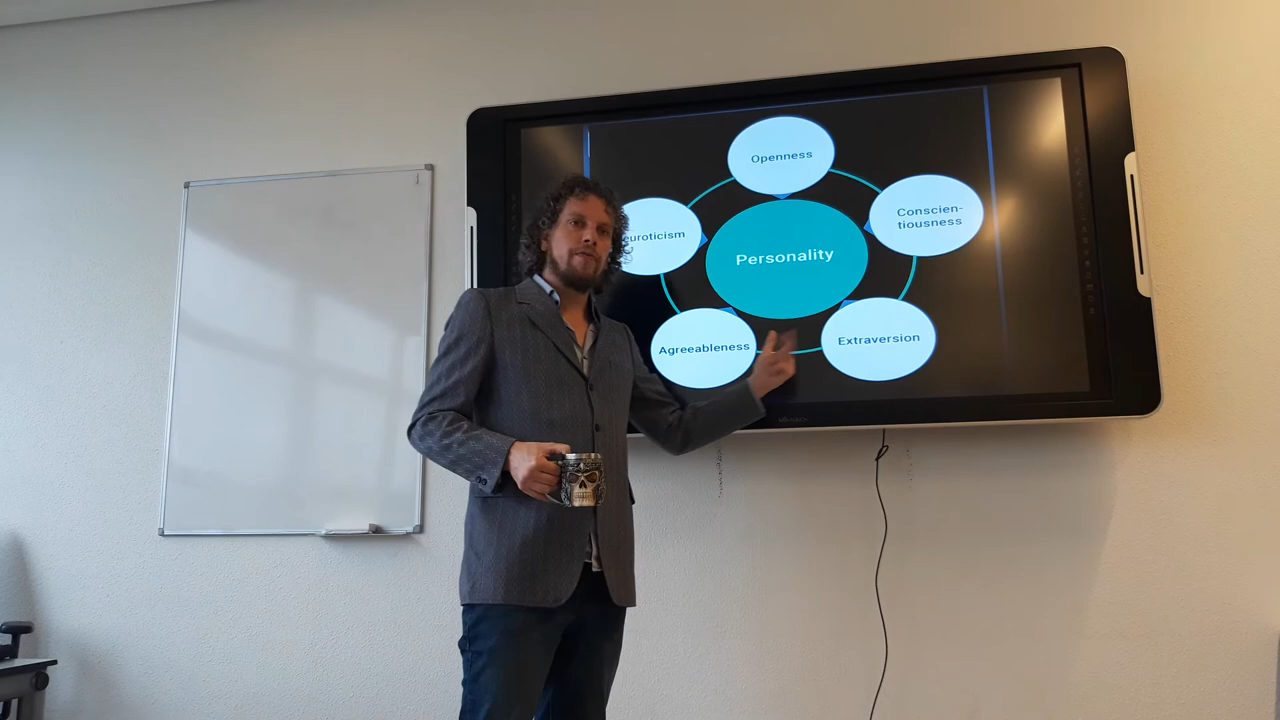 Openness
Conscien-
tiousness
euroticism
Personality
Agreeableness
Extraversion